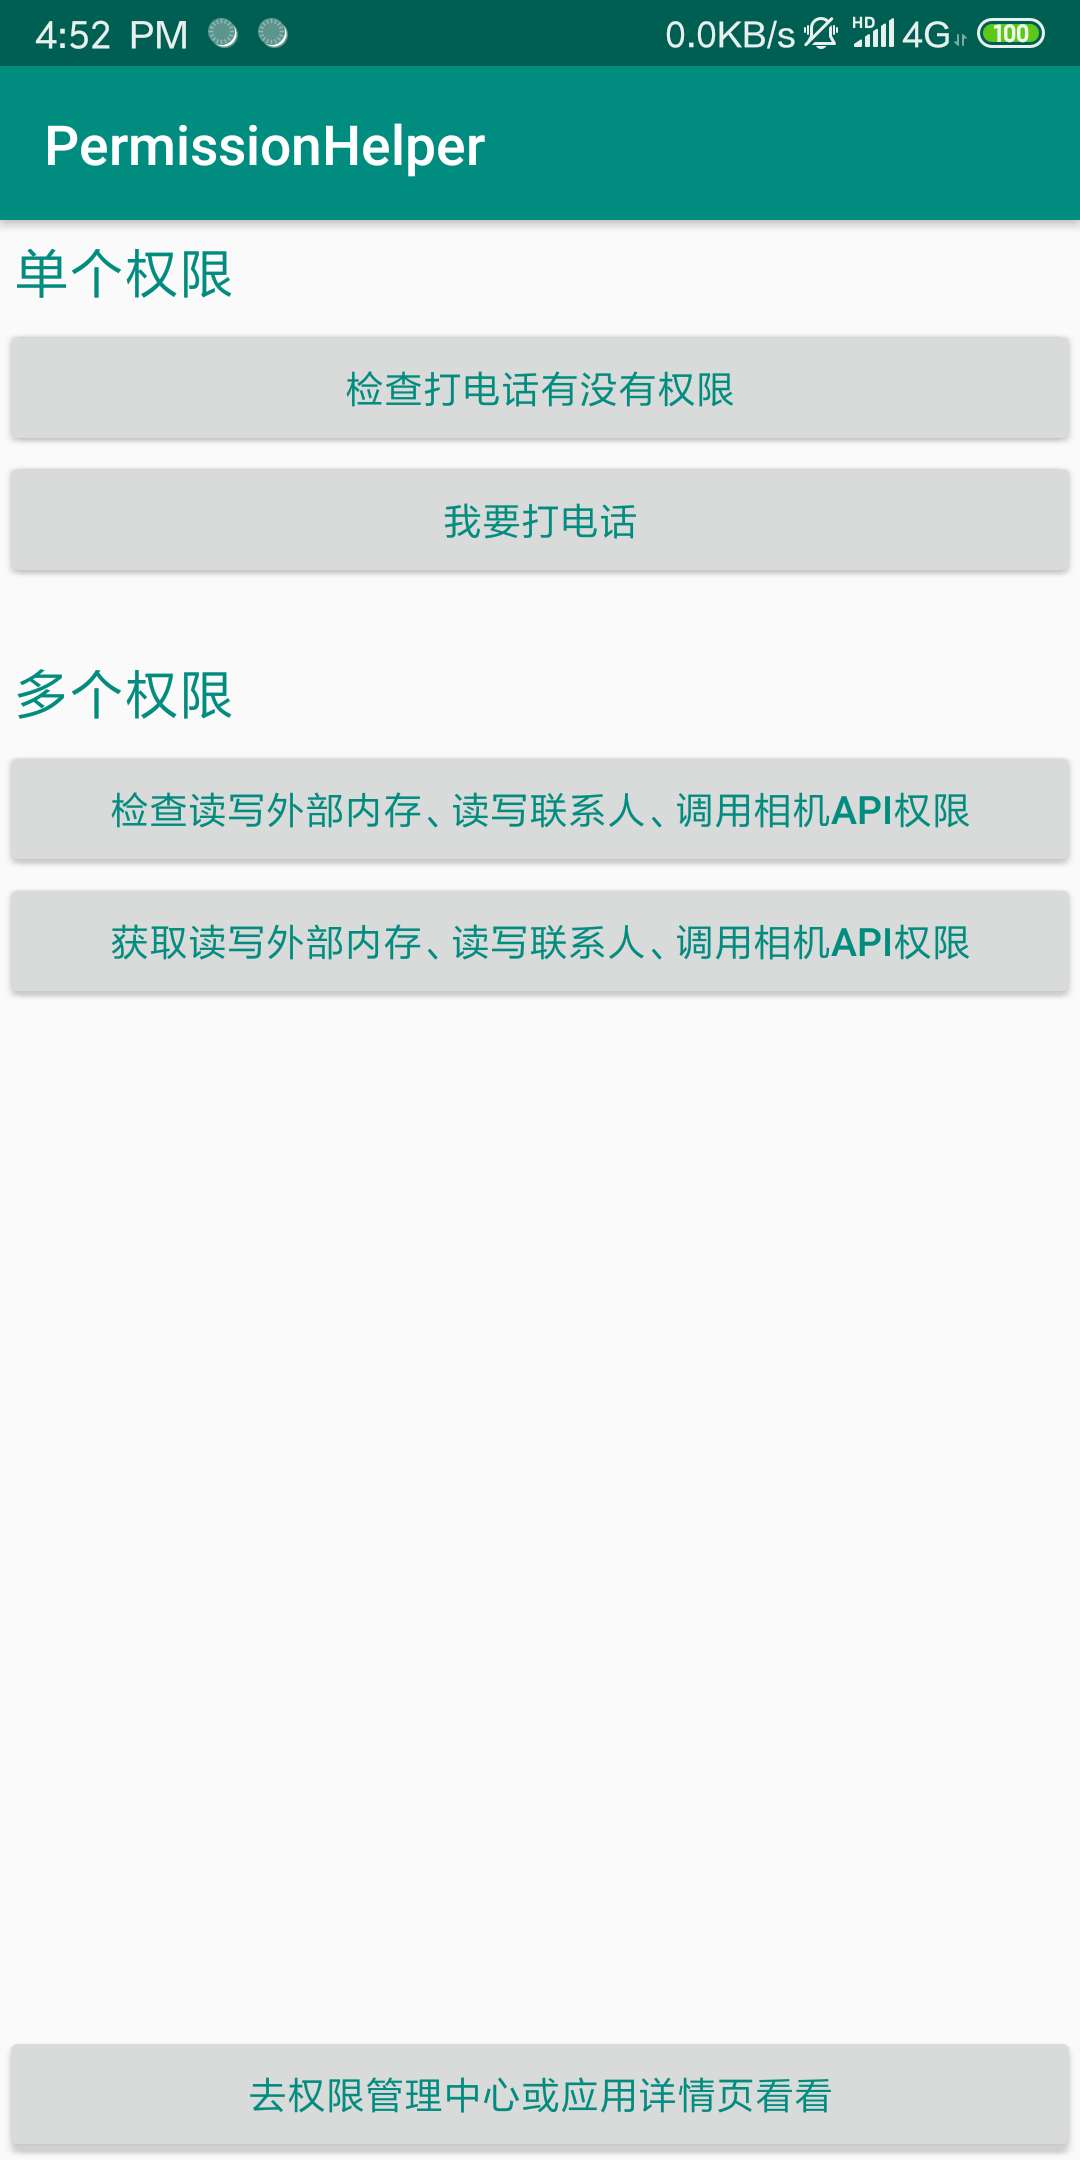 4:52 PM 0.0KB/s HD 4G 100
PermissionHelper
单个权限
检查打电话有没有权限
我要打电话
多个权限
检查读写外部内存、读写联系人、调用相机API权限
获取读写外部内存、读写联系人、调用相机API权限
去权限管理中心或应用详情页看看